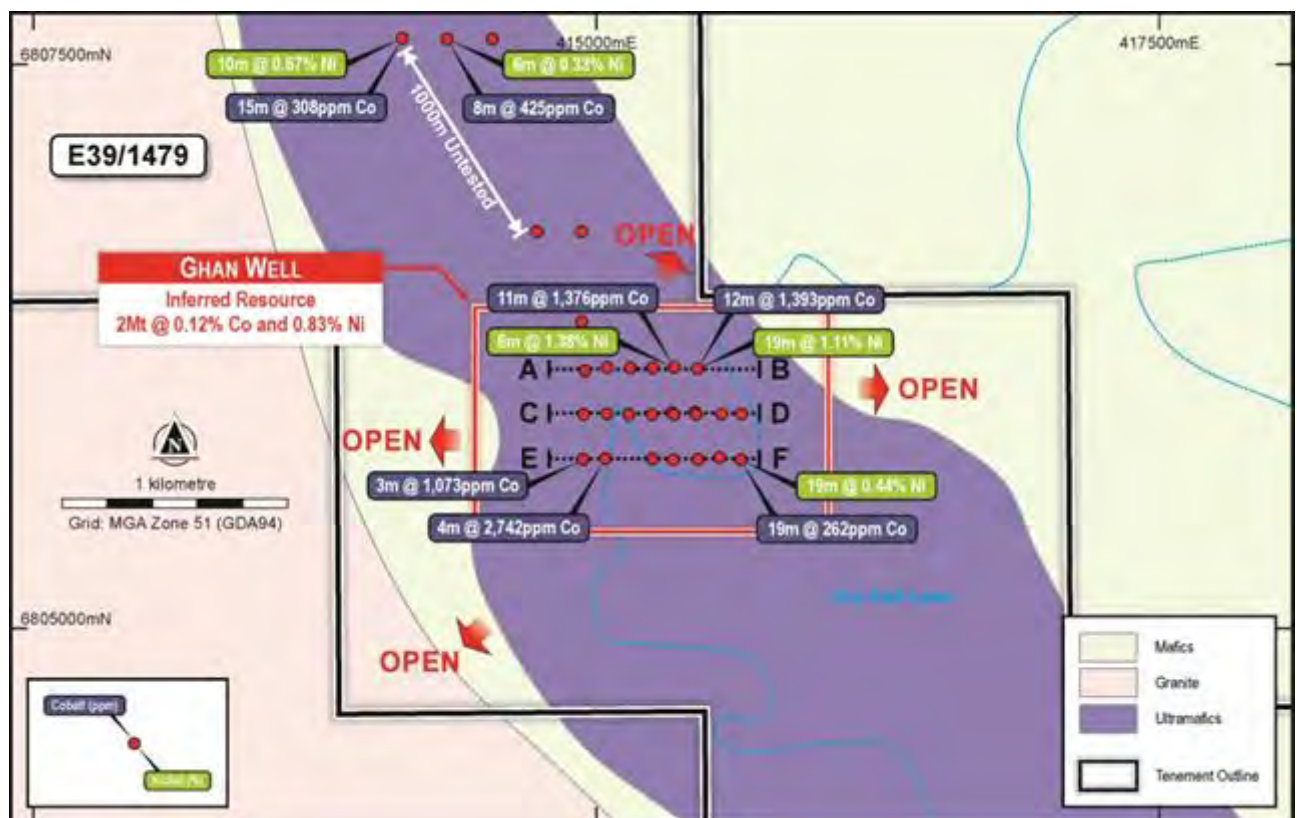 6807500mN
415000mE
417500mE
10m @ 0.67% Ni
6m @ 0.33% Ni
15m @ 308ppm Co
8m @ 425ppm Co
E39/1479
1000m Untested
OPEN
GHAN WELL
Inferred Resource
2Mt @ 0.12% Co and 0.83% Ni
11m @ 1,376ppm Co
12m @ 1,393ppm Co
6m @ 1.38% Ni
19m @ 1.11% Ni
A
B
OPEN
C
D
OPEN
E
F
N
1 kilometre
Grid: MGA Zone 51 (GDA94)
3m @ 1,073ppm Co
19m @ 0.44% Ni
4m @ 2,742ppm Co
19m @ 262ppm Co
6805000mN
OPEN
Cobalt (ppm)
Nickel (%)
Mafics
Granite
Ultramafics
Tenement Outline